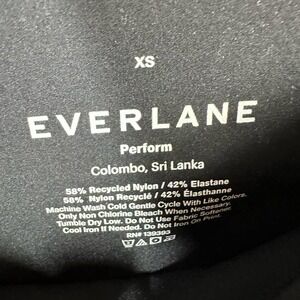 XS
EVERLANE
Perform
Colombo, Sri Lanka
58% Recycled Nylon / 42% Elastane
58% Nylon Recyclé / 42% Élasthanne
Machine Wash Cold Gentle Cycle With Like Colors.
Only Non Chlorine Bleach When Necessary.
Tumble Dry Low. Do Not Use Fabric Softener.
Cool Iron If Needed. Do Not Iron On Print.
RN# 139393